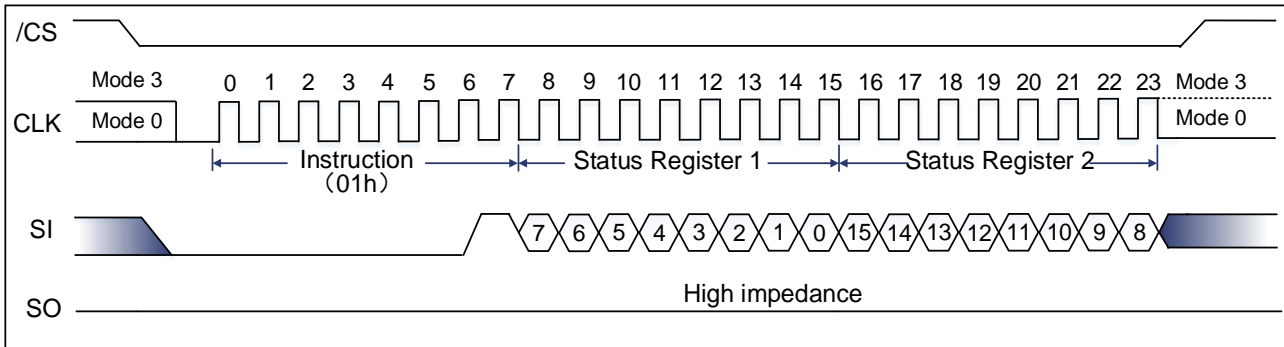 /CS
Mode 3 0 1 2 3 4 5 6 7 8 9 10 11 12 13 14 15 16 17 18 19 20 21 22 23 Mode 3
CLK Mode 0 Mode 0
Instruction Status Register 1 Status Register 2
（01h）
SI 7 6 5 4 3 2 1 0 15 14 13 12 11 10 9 8
High impedance
SO